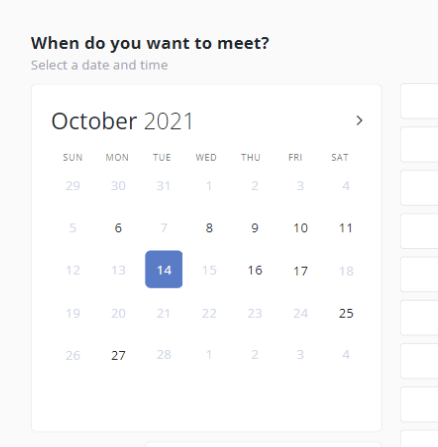 When do you want to meet?
Select a date and time
October 2021
SUN MON TUE WED THU FRI SAT
29 30 31 1 2 3 4
5 6 7 8 9 10 11
12 13 14 15 16 17 18
19 20 21 22 23 24 25
26 27 28 1 2 3 4